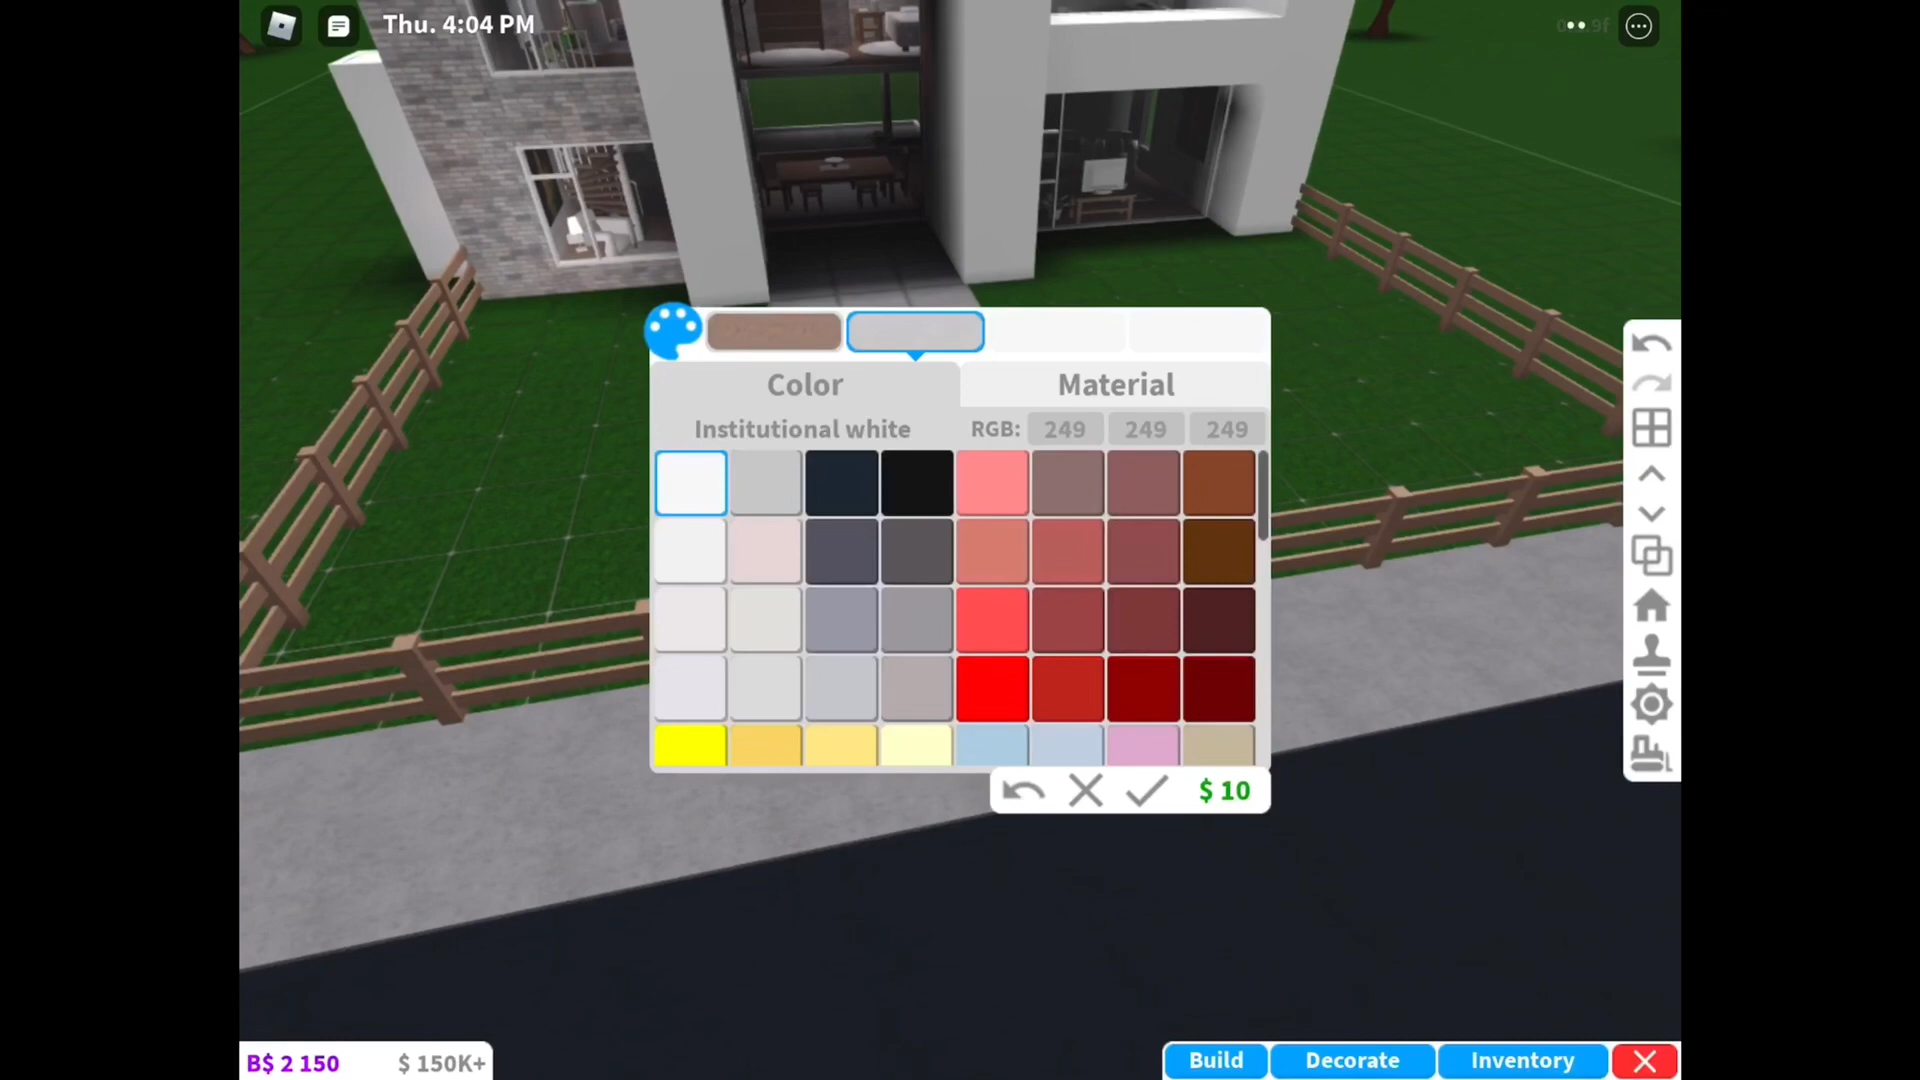 Thu. 4:04 PM
Color
Material
Institutional white
RGB: 249 249 249
$ 10
B$ 2 150
$ 150K+
Build
Decorate
Inventory